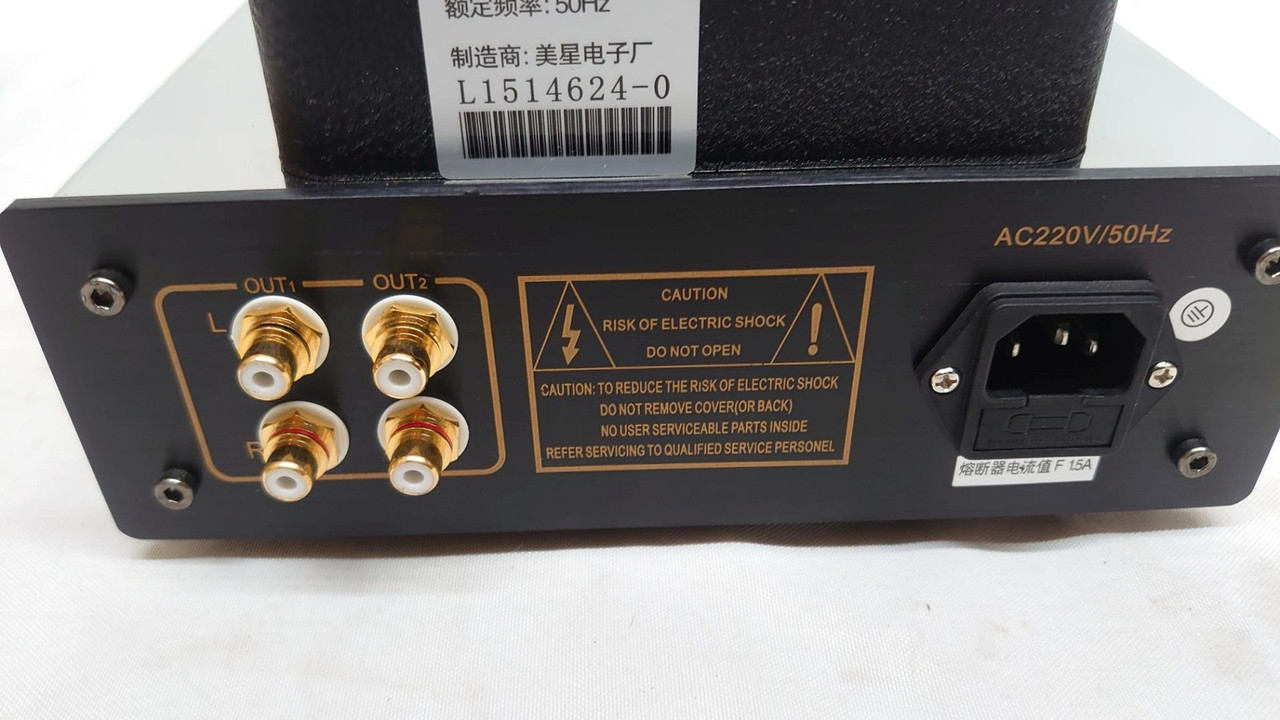 额定频率: 50Hz
制造商: 美星电子厂
L1514624-0
AC220V/50Hz
OUT1
OUT2
L
R
CAUTION
RISK OF ELECTRIC SHOCK
DO NOT OPEN
CAUTION: TO REDUCE THE RISK OF ELECTRIC SHOCK
DO NOT REMOVE COVER(OR BACK)
NO USER SERVICEABLE PARTS INSIDE
REFER SERVICING TO QUALIFIED SERVICE PERSONEL
熔断器电流值 F 1.5A